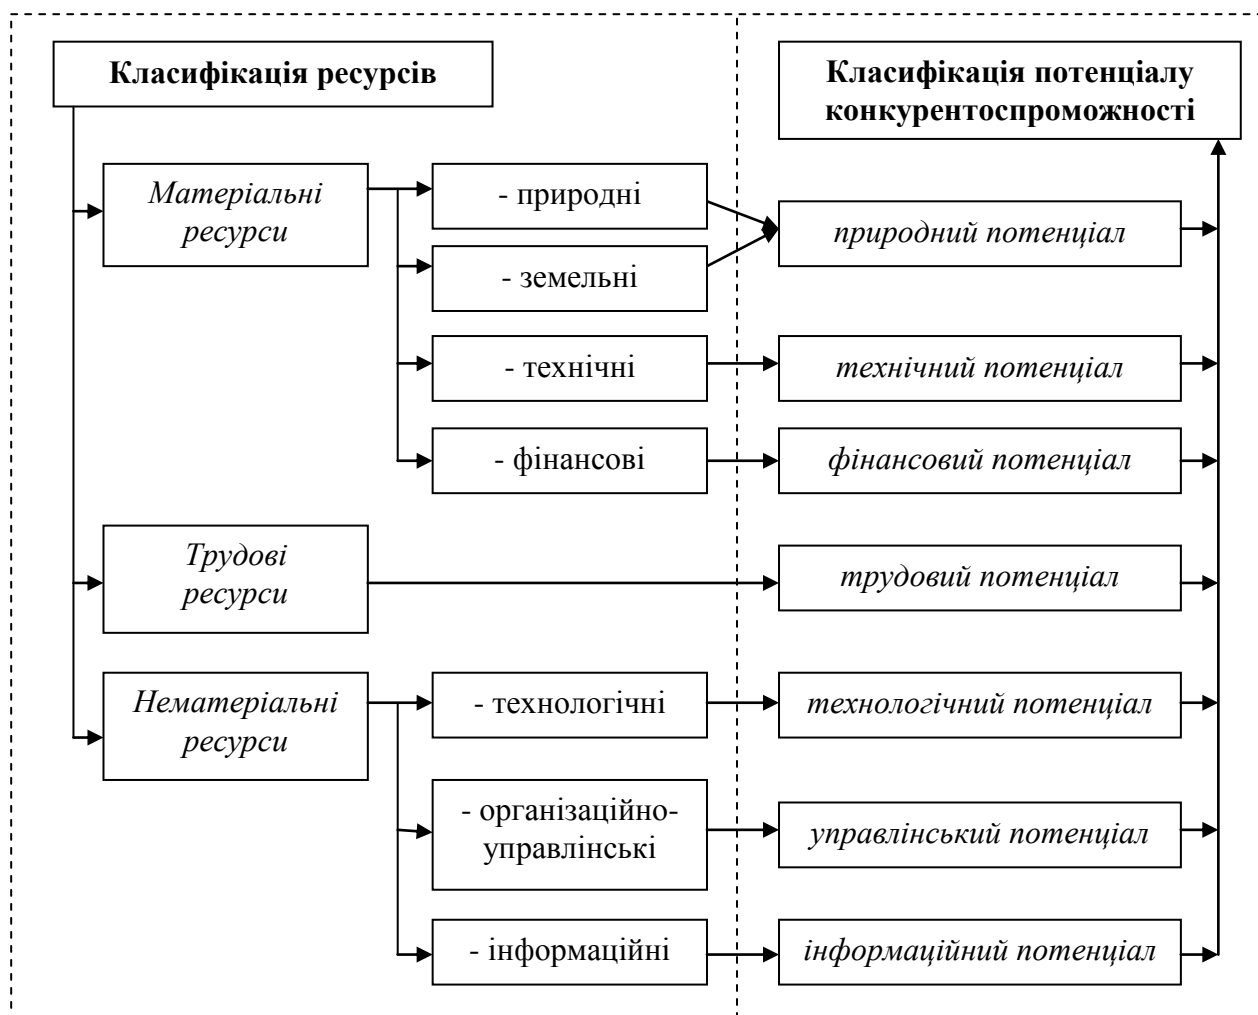 Класифікація ресурсів
Класифікація потенціалу
конкурентоспроможності
Матеріальні
ресурси
- природні
природний потенціал
- земельні
- технічні
технічний потенціал
- фінансові
фінансовий потенціал
Трудові
ресурси
трудовий потенціал
Нематеріальні
ресурси
- технологічні
технологічний потенціал
- організаційно-
управлінські
управлінський потенціал
- інформаційні
інформаційний потенціал